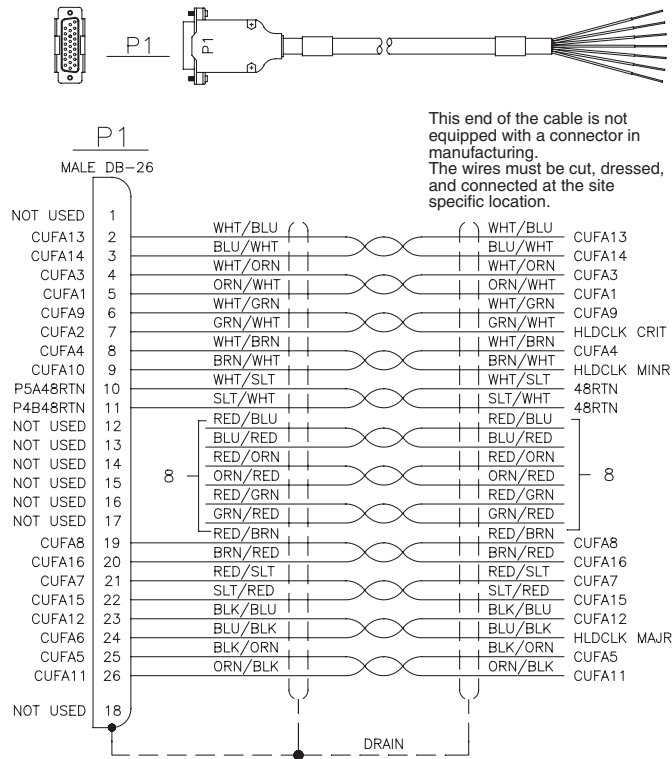 P1
P1
This end of the cable is not
equipped with a connector in
manufacturing.
The wires must be cut, dressed,
and connected at the site
specific location.
P1
MALE DB-26
NOT USED 1
CUFA13 2 WHT/BLU WHT/BLU CUFA13
CUFA14 3 BLU/WHT BLU/WHT CUFA14
CUFA3 4 WHT/ORN WHT/ORN CUFA3
CUFA1 5 ORN/WHT ORN/WHT CUFA1
CUFA9 6 WHT/GRN WHT/GRN CUFA9
CUFA2 7 GRN/WHT GRN/WHT HLDCLK CRIT
CUFA4 8 WHT/BRN WHT/BRN CUFA4
CUFA10 9 BRN/WHT BRN/WHT HLDCLK MINR
P5A48RTN 10 WHT/SLT WHT/SLT 48RTN
P4B48RTN 11 SLT/WHT SLT/WHT 48RTN
NOT USED 12 RED/BLU RED/BLU
NOT USED 13 BLU/RED BLU/RED
NOT USED 14 RED/ORN RED/ORN
NOT USED 15 8 ORN/RED ORN/RED 8
NOT USED 16 RED/GRN RED/GRN
NOT USED 17 GRN/RED GRN/RED
CUFA8 19 RED/BRN RED/BRN CUFA8
CUFA16 20 BRN/RED BRN/RED CUFA16
CUFA7 21 RED/SLT RED/SLT CUFA7
CUFA15 22 SLT/RED SLT/RED CUFA15
CUFA12 23 BLK/BLU BLK/BLU CUFA12
CUFA6 24 BLU/BLK BLU/BLK HLDCLK MAJR
CUFA5 25 BLK/ORN BLK/ORN CUFA5
CUFA11 26 ORN/BLK ORN/BLK CUFA11
NOT USED 18
DRAIN